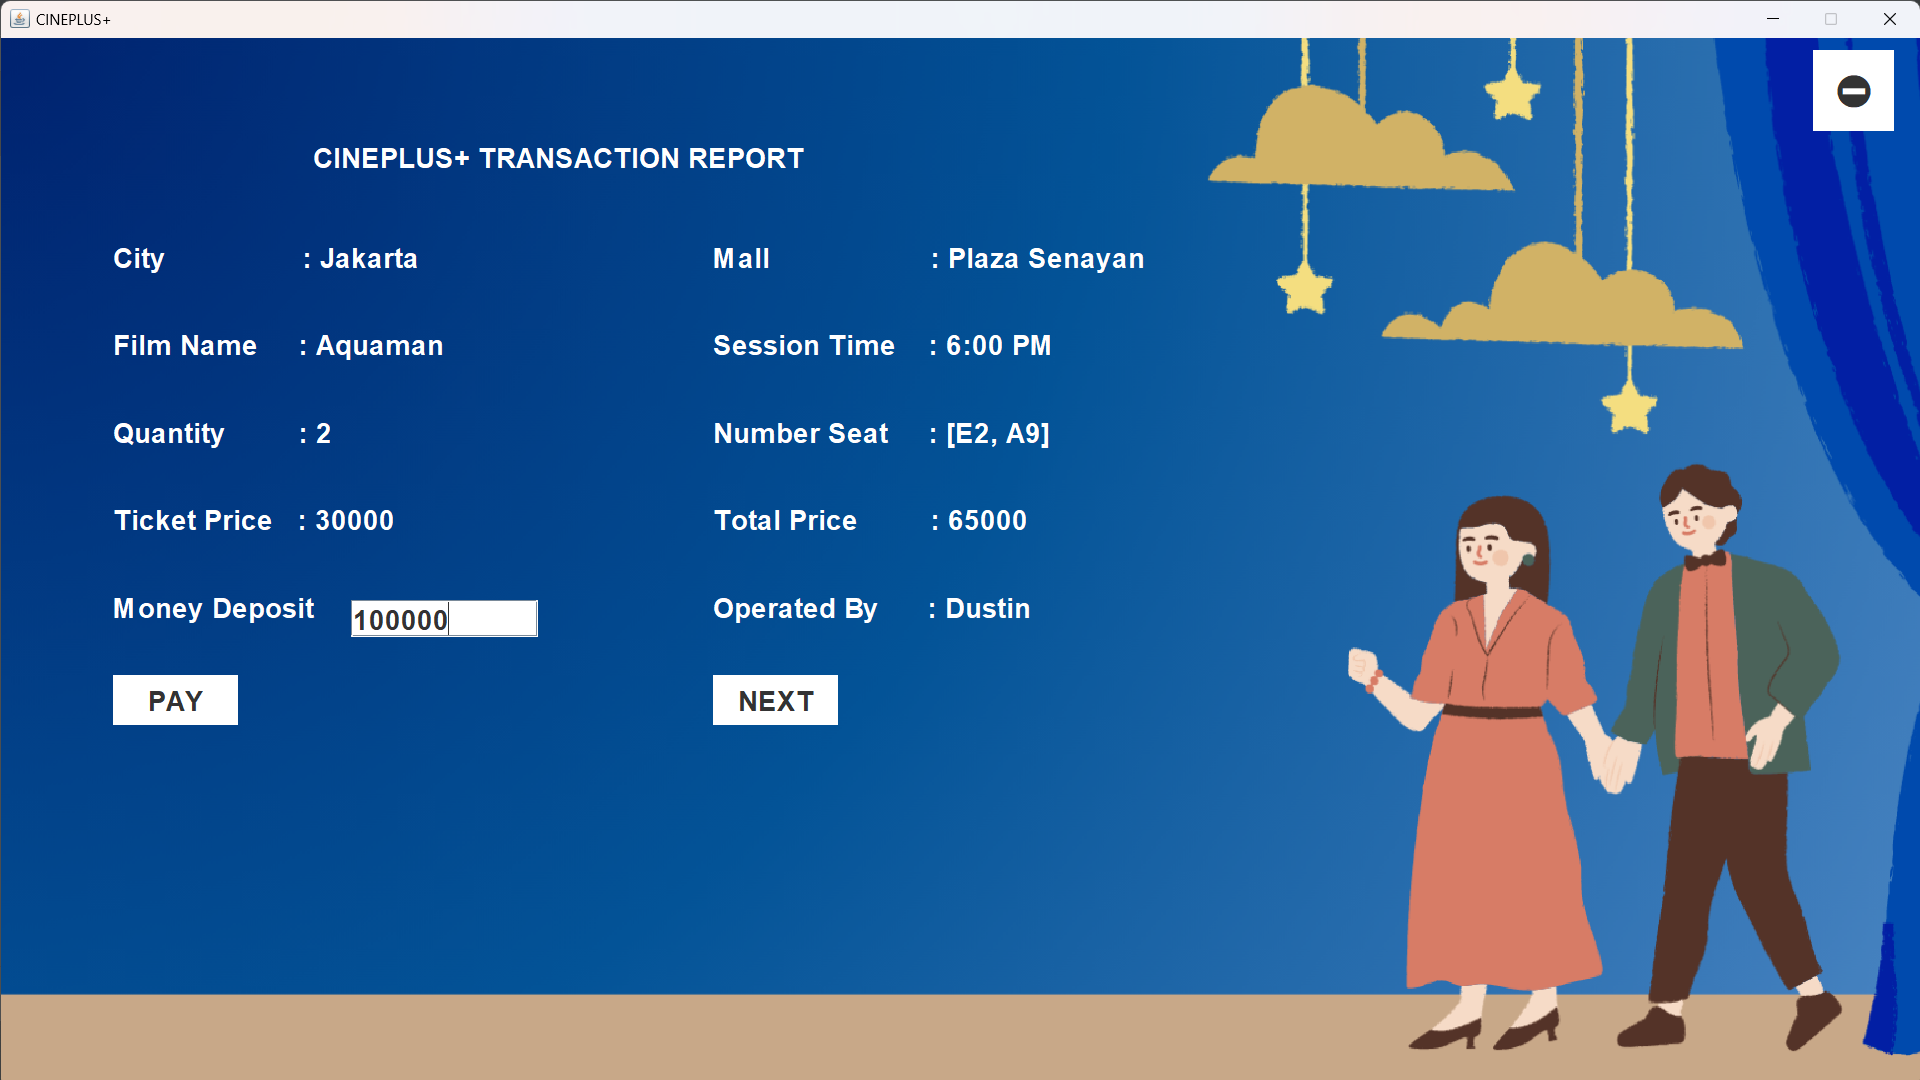 CINEPLUS+
CINEPLUS+ TRANSACTION REPORT
City : Jakarta
Mall : Plaza Senayan
Film Name : Aquaman
Session Time : 6:00 PM
Quantity : 2
Number Seat : [E2, A9]
Ticket Price : 30000
Total Price : 65000
Money Deposit 100000
Operated By : Dustin
PAY
NEXT